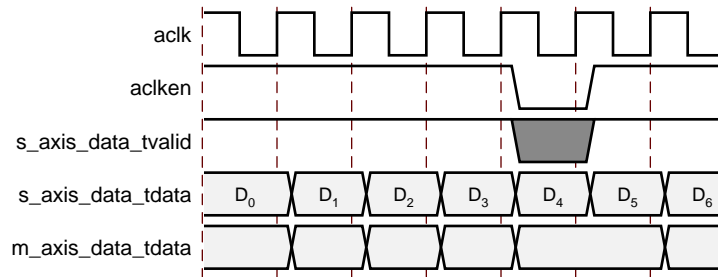 aclk
aclken
s_axis_data_tvalid
s_axis_data_tdata D0 D1 D2 D3 D4 D5 D6
m_axis_data_tdata